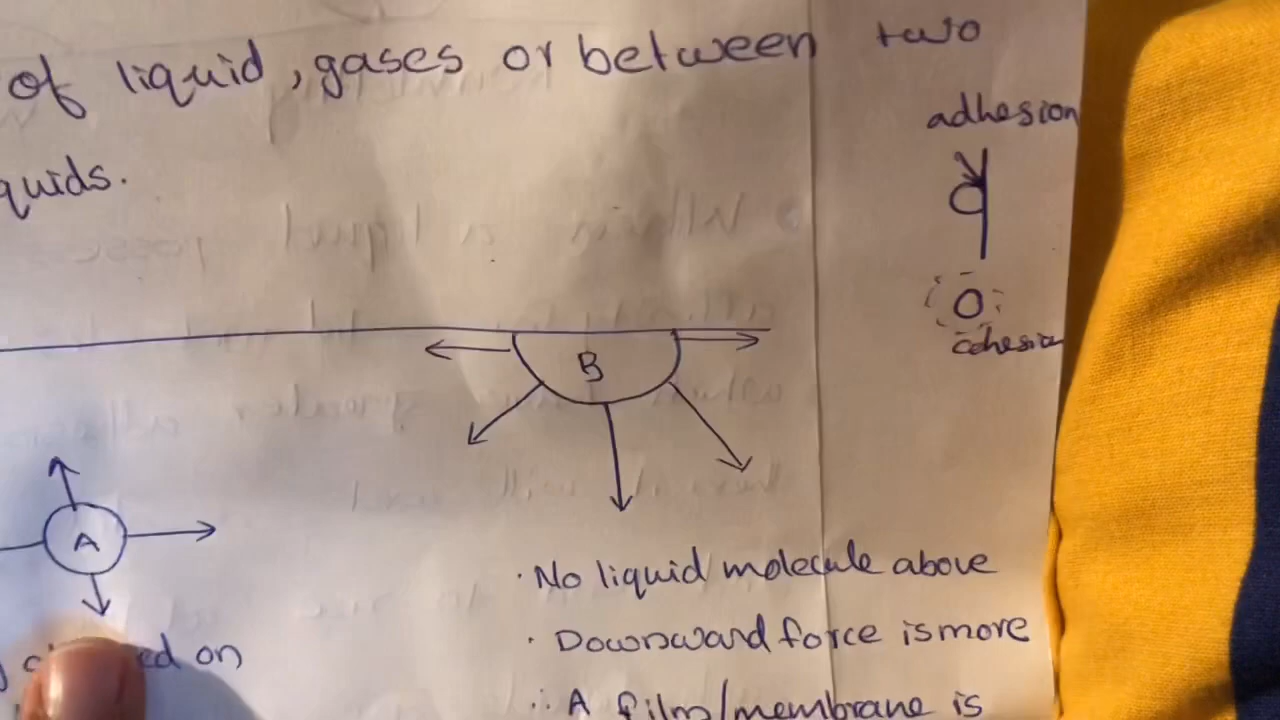 of liquid, gases or between two
quids.
adhesion
cohesion
B
A
ed on
· No liquid molecule above
· Downward force is more
∴ A film/membrane is